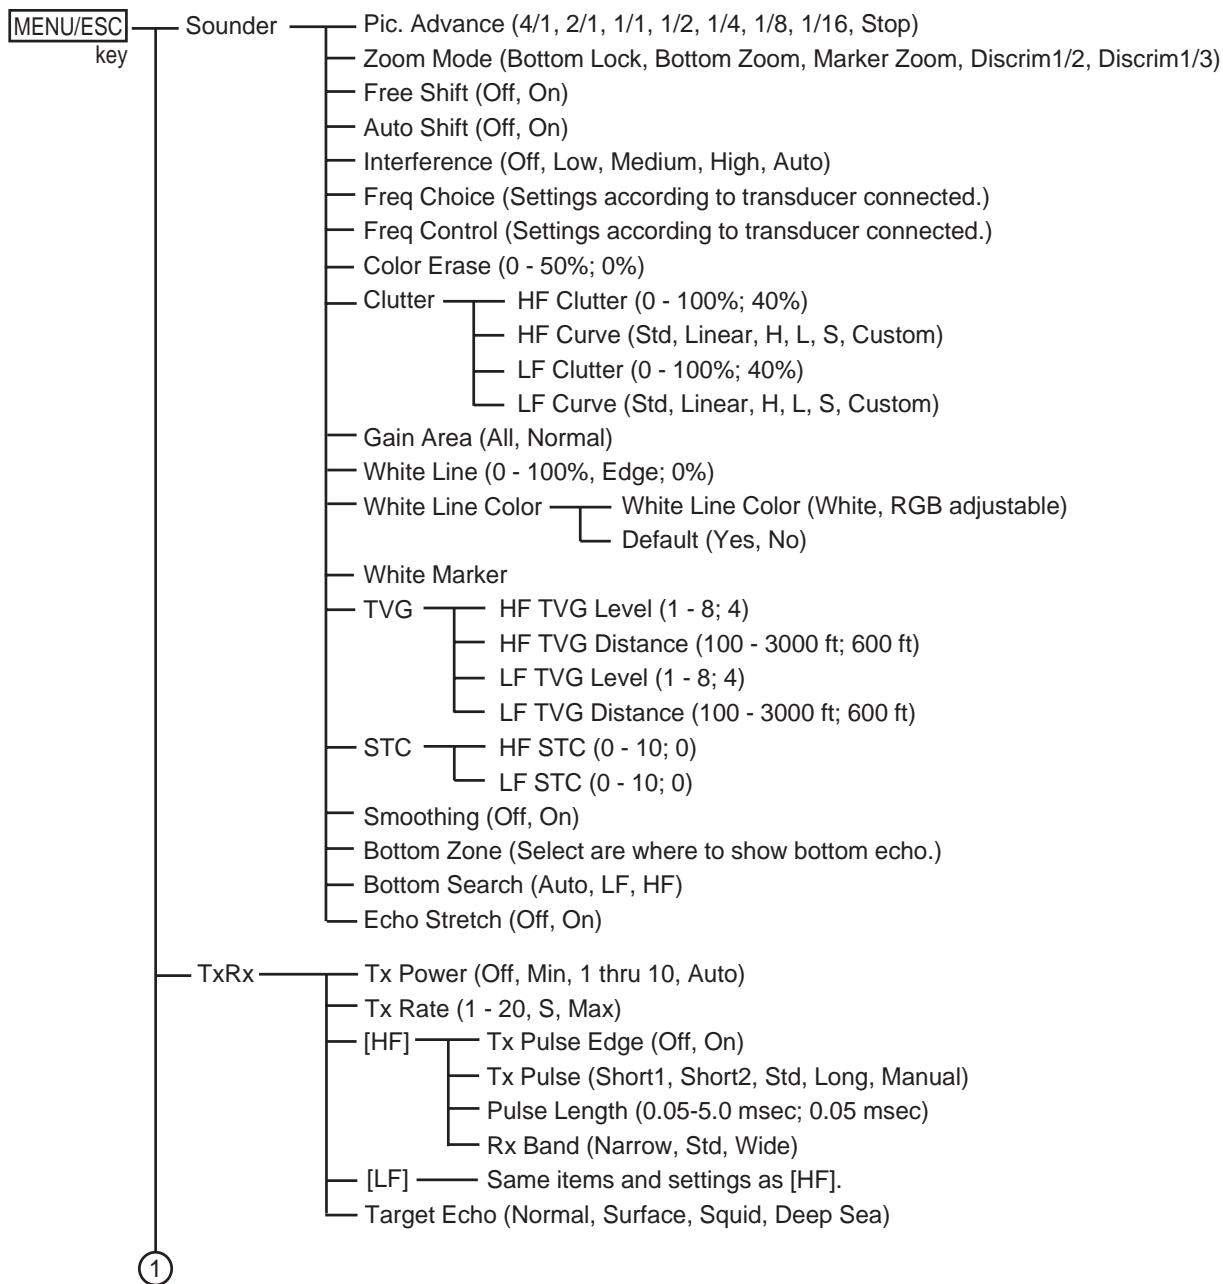 MENU/ESC Sounder Pic. Advance (4/1, 2/1, 1/1, 1/2, 1/4, 1/8, 1/16, Stop)
key Zoom Mode (Bottom Lock, Bottom Zoom, Marker Zoom, Discrim1/2, Discrim1/3)
Free Shift (Off, On)
Auto Shift (Off, On)
Interference (Off, Low, Medium, High, Auto)
Freq Choice (Settings according to transducer connected.)
Freq Control (Settings according to transducer connected.)
Color Erase (0 - 50%; 0%)
Clutter HF Clutter (0 - 100%; 40%)
HF Curve (Std, Linear, H, L, S, Custom)
LF Clutter (0 - 100%; 40%)
LF Curve (Std, Linear, H, L, S, Custom)
Gain Area (All, Normal)
White Line (0 - 100%, Edge; 0%)
White Line Color White Line Color (White, RGB adjustable)
Default (Yes, No)
White Marker
TVG HF TVG Level (1 - 8; 4)
HF TVG Distance (100 - 3000 ft; 600 ft)
LF TVG Level (1 - 8; 4)
LF TVG Distance (100 - 3000 ft; 600 ft)
STC HF STC (0 - 10; 0)
LF STC (0 - 10; 0)
Smoothing (Off, On)
Bottom Zone (Select are where to show bottom echo.)
Bottom Search (Auto, LF, HF)
Echo Stretch (Off, On)
TxRx Tx Power (Off, Min, 1 thru 10, Auto)
Tx Rate (1 - 20, S, Max)
[HF] Tx Pulse Edge (Off, On)
Tx Pulse (Short1, Short2, Std, Long, Manual)
Pulse Length (0.05-5.0 msec; 0.05 msec)
Rx Band (Narrow, Std, Wide)
[LF] Same items and settings as [HF].
Target Echo (Normal, Surface, Squid, Deep Sea)
1